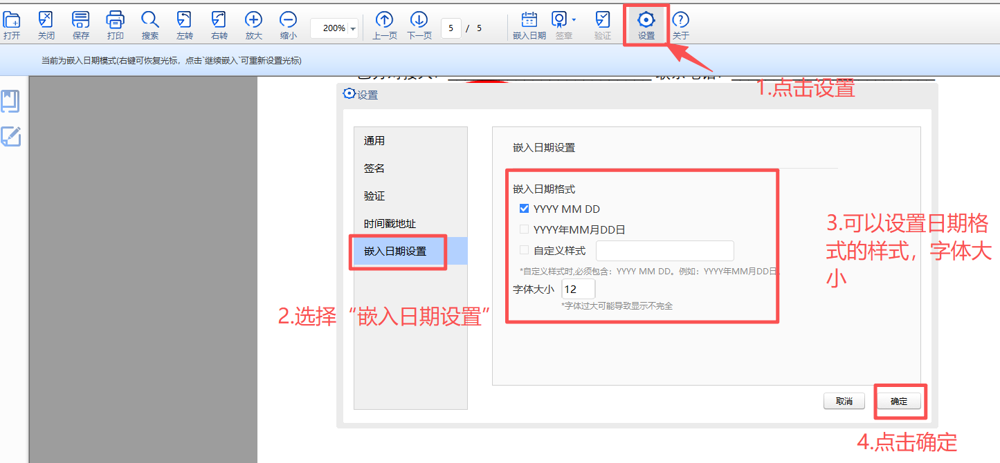 打开 关闭 保存 打印 搜索 左转 右转 放大 缩小 200% 上一页 下一页 5 / 5 嵌入日期 签章 验证 设置 关于
当前为嵌入日期模式(右键可恢复光标，点击`继续嵌入`可重新设置光标)
1.点击设置
设置
通用
签名
验证
时间戳地址
嵌入日期设置
2.选择“嵌入日期设置”
嵌入日期设置
嵌入日期格式
YYYY MM DD
YYYY年MM月DD日
自定义样式
*自定义样式时,必须包含：YYYY MM DD。例如：YYYY年MM月DD日。
字体大小 12
*字体过大可能导致显示不完全
3.可以设置日期格
式的样式，字体大
小
取消 确定
4.点击确定